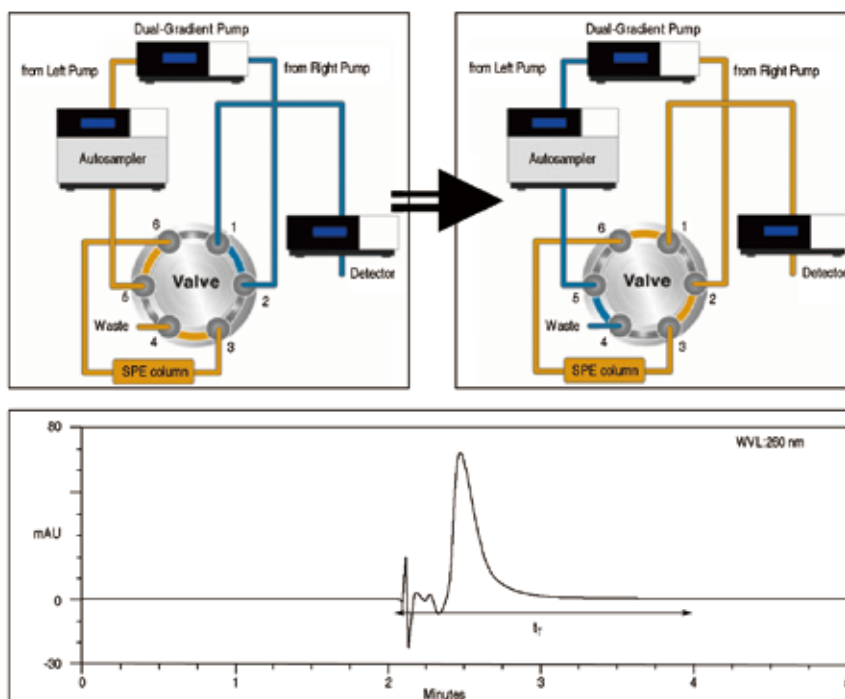 Dual-Gradient Pump
from Left Pump
from Right Pump
Autosampler
6
1
Valve
Detector
5
2
Waste
4
3
SPE column
Dual-Gradient Pump
from Left Pump
from Right Pump
Autosampler
6
1
Valve
Detector
5
2
Waste
4
3
SPE column
80
WVL:260 nm
mAU
0
tT
-30
0
1
2
3
4
5
Minutes